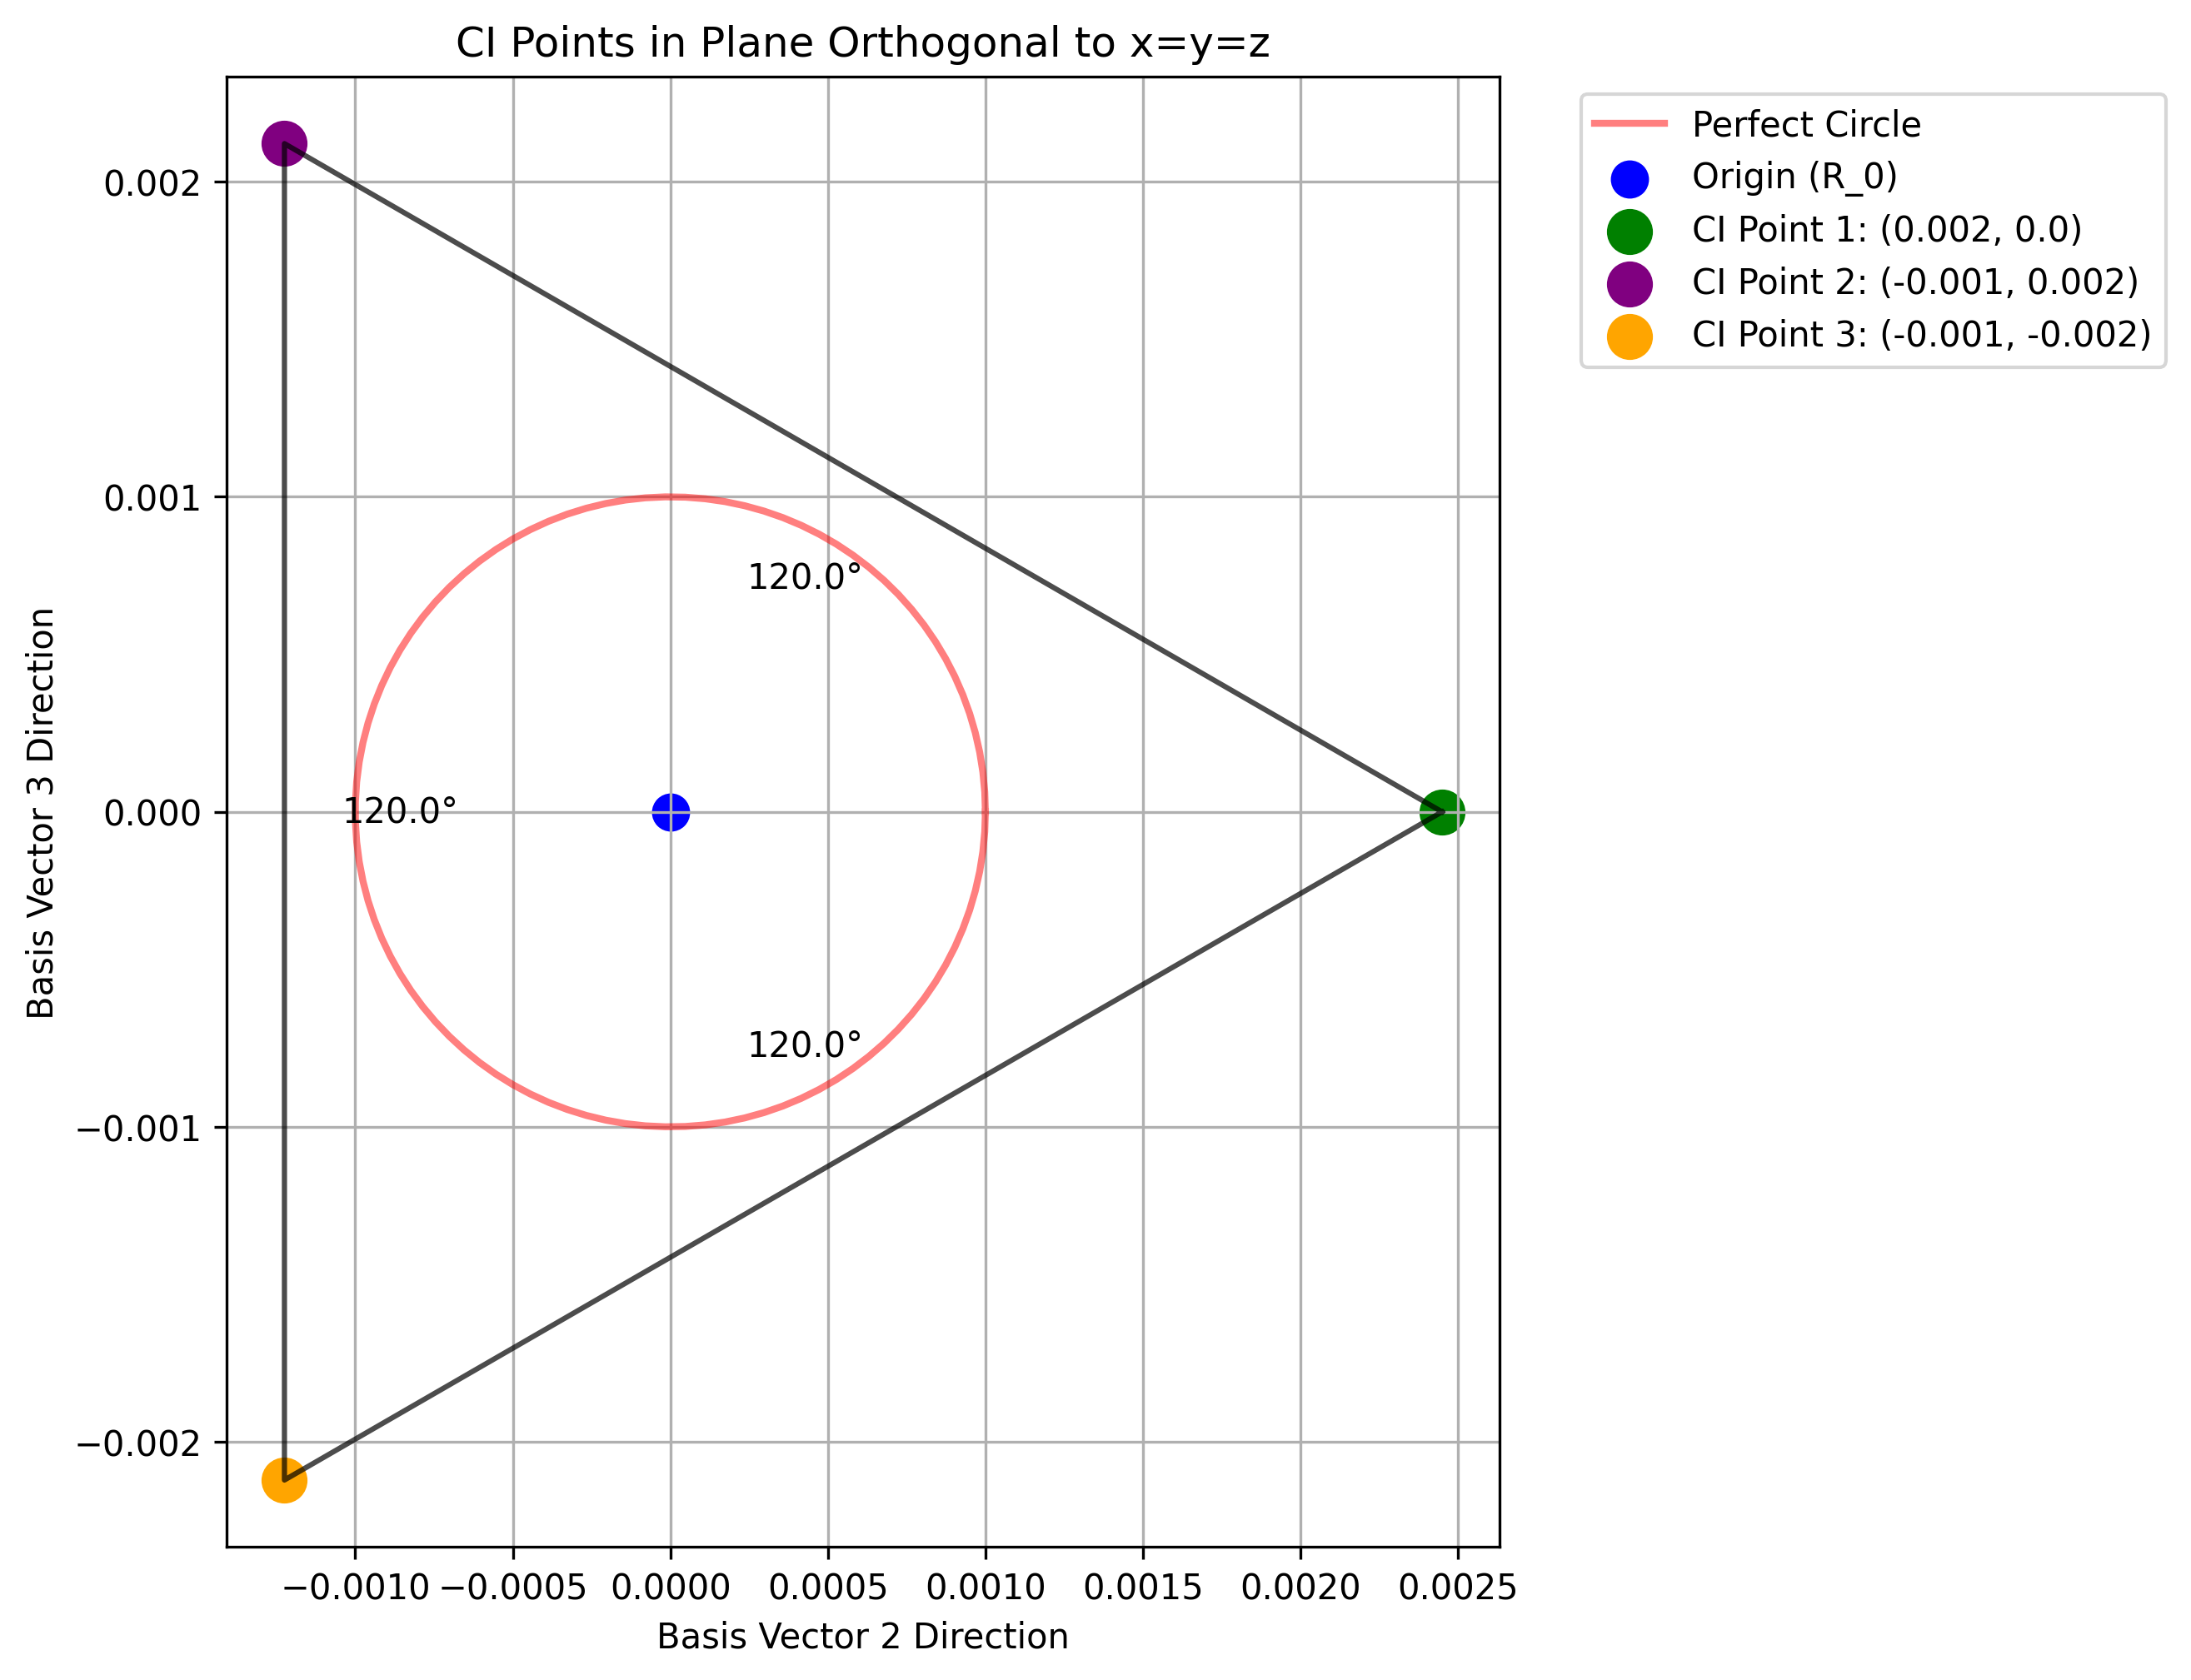 CI Points in Plane Orthogonal to x=y=z
Perfect Circle
Origin (R_0)
CI Point 1: (0.002, 0.0)
CI Point 2: (-0.001, 0.002)
CI Point 3: (-0.001, -0.002)
Basis Vector 3 Direction
0.002
0.001
0.000
−0.001
−0.002
120.0°
120.0°
120.0°
−0.0010 −0.0005 0.0000 0.0005 0.0010 0.0015 0.0020 0.0025
Basis Vector 2 Direction